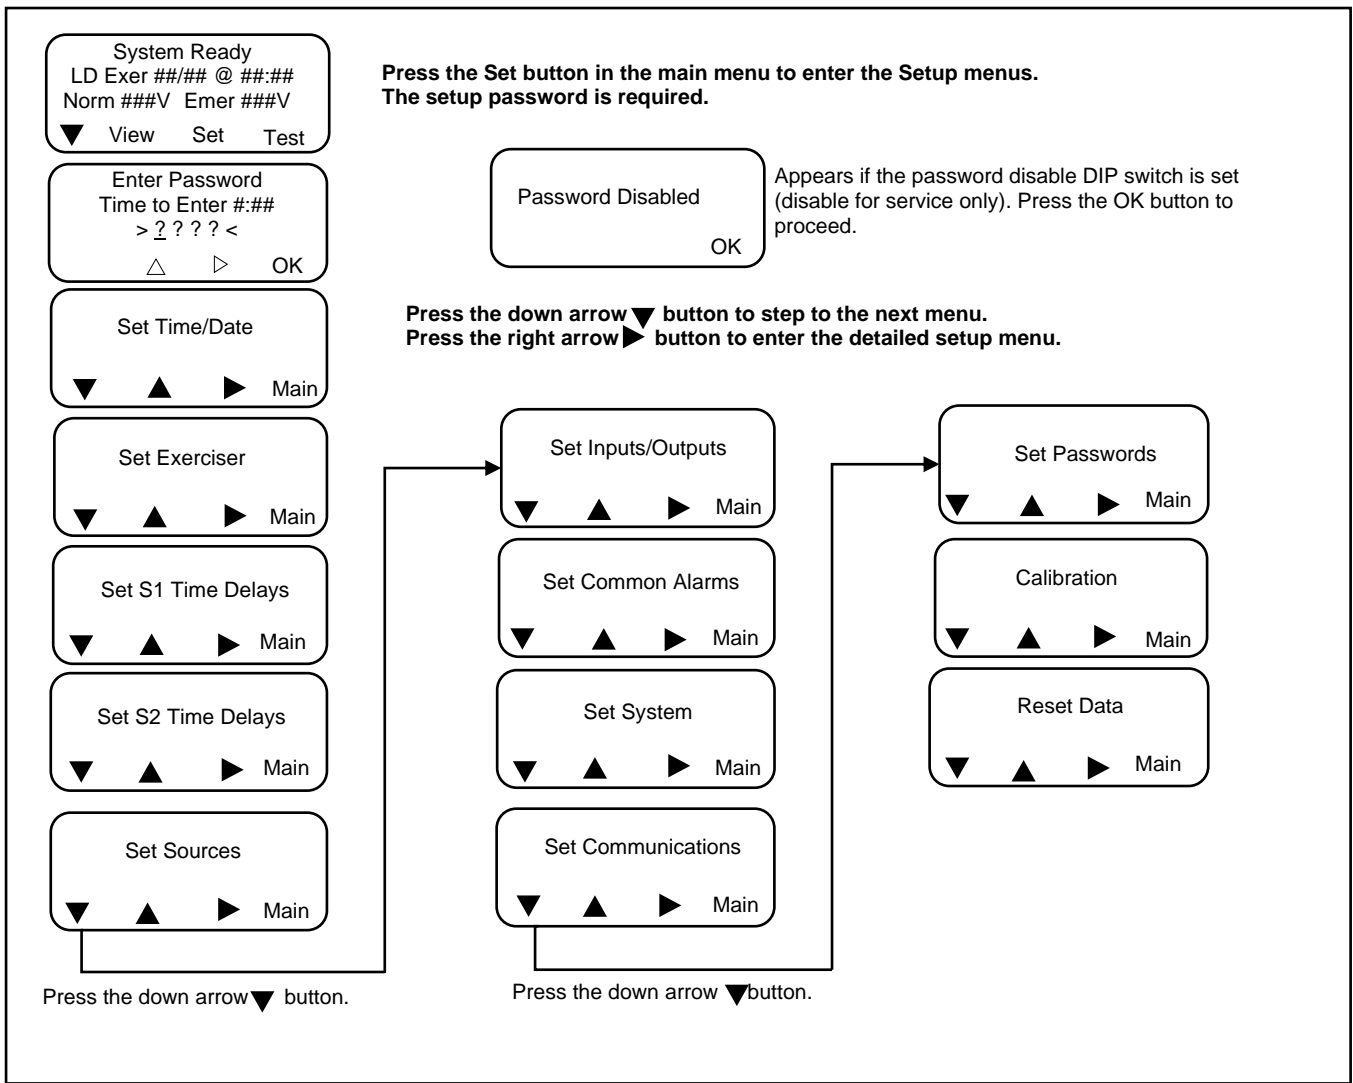 System Ready
LD Exer ##/## @ ##:##
Norm ###V Emer ###V
▼ View Set Test
Press the Set button in the main menu to enter the Setup menus.
The setup password is required.
Enter Password
Time to Enter #:##
> ? ? ? ? <
△ ▷ OK
Password Disabled
OK
Appears if the password disable DIP switch is set
(disable for service only). Press the OK button to
proceed.
Press the down arrow ▼ button to step to the next menu.
Press the right arrow ▶ button to enter the detailed setup menu.
Set Time/Date
▼ ▲ ▶ Main
Set Exerciser
▼ ▲ ▶ Main
Set S1 Time Delays
▼ ▲ ▶ Main
Set S2 Time Delays
▼ ▲ ▶ Main
Set Sources
▼ ▲ ▶ Main
Press the down arrow ▼ button.
Set Inputs/Outputs
▼ ▲ ▶ Main
Set Common Alarms
▼ ▲ ▶ Main
Set System
▼ ▲ ▶ Main
Set Communications
▼ ▲ ▶ Main
Press the down arrow ▼button.
Set Passwords
▼ ▲ ▶ Main
Calibration
▼ ▲ ▶ Main
Reset Data
▼ ▲ ▶ Main